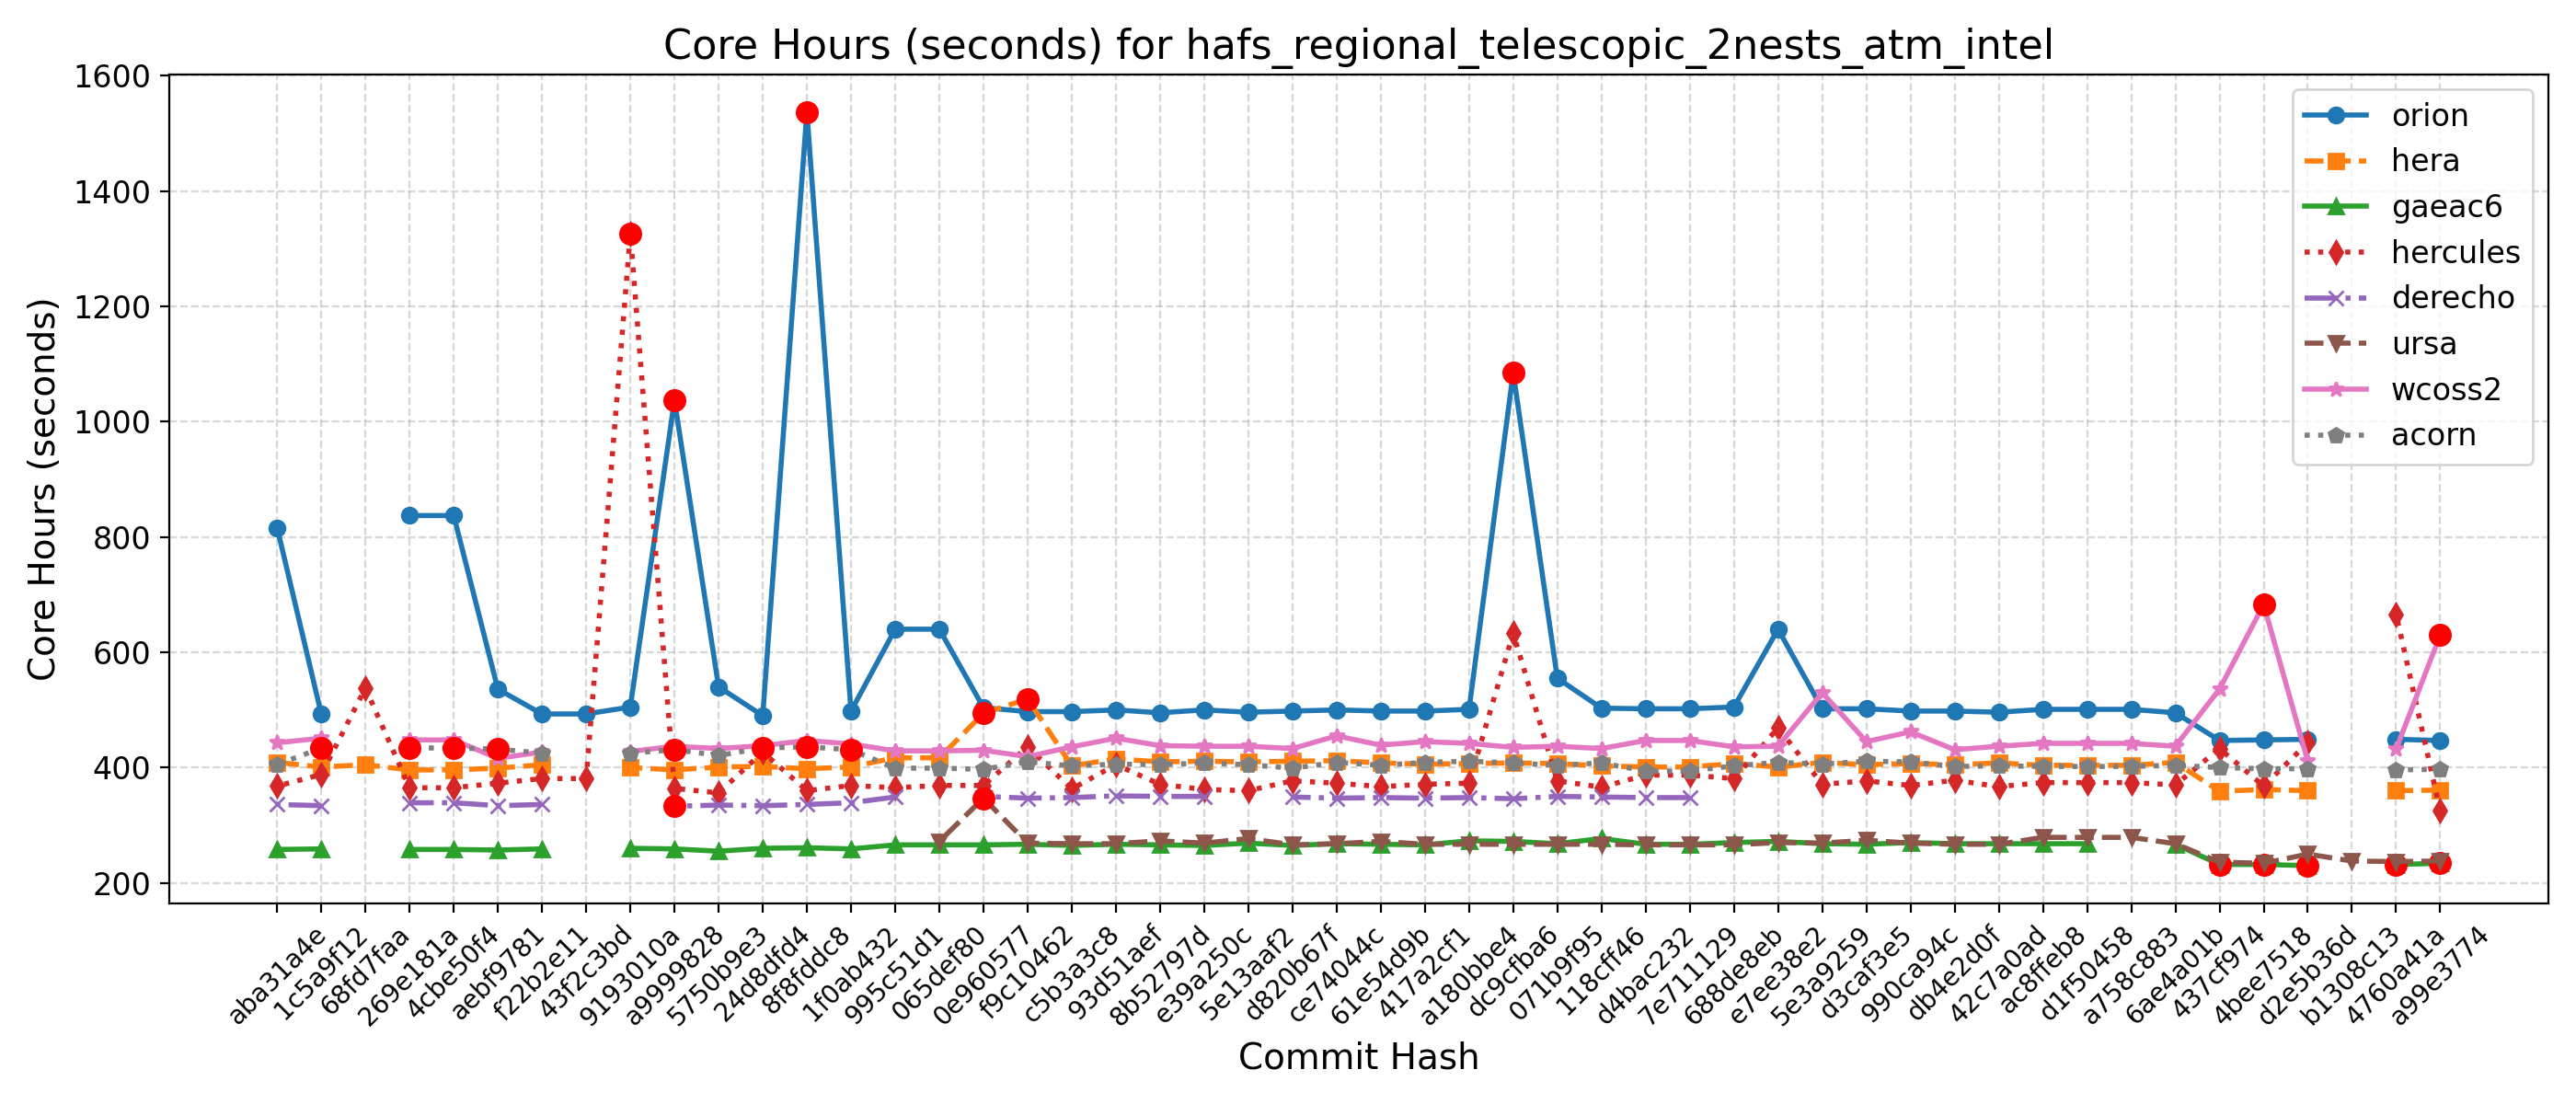 Core Hours (seconds) for hafs_regional_telescopic_2nests_atm_intel
Core Hours (seconds)
1600
1400
1200
1000
800
600
400
200
orion
hera
gaeac6
hercules
derecho
ursa
wcoss2
acorn
aba31a4e
1c5a9f12
68fd7faa
269e181a
4cbe50f4
aebf9781
f22b2e11
43f2c3bd
9193010a
a9999828
5750b9e3
24d8dfd4
8f8fddc8
1f0ab432
995c51d1
065def80
0e960577
f9c10462
c5b3a3c8
93d51aef
8b52797d
e39a250c
5e13aaf2
d820b67f
ce74044c
61e54d9b
417a2cf1
a180bbe4
dc9cfba6
071b9f95
118cff46
d4bac232
7e711129
688de8eb
e7ee38e2
5e3a9259
d3caf3e5
990ca94c
db4e2d0f
42c7a0ad
ac8ffeb8
d1f50458
a758c883
6ae4a01b
437cf974
4bee7518
d2e5b36d
b1308c13
4760a41a
a99e3774
Commit Hash